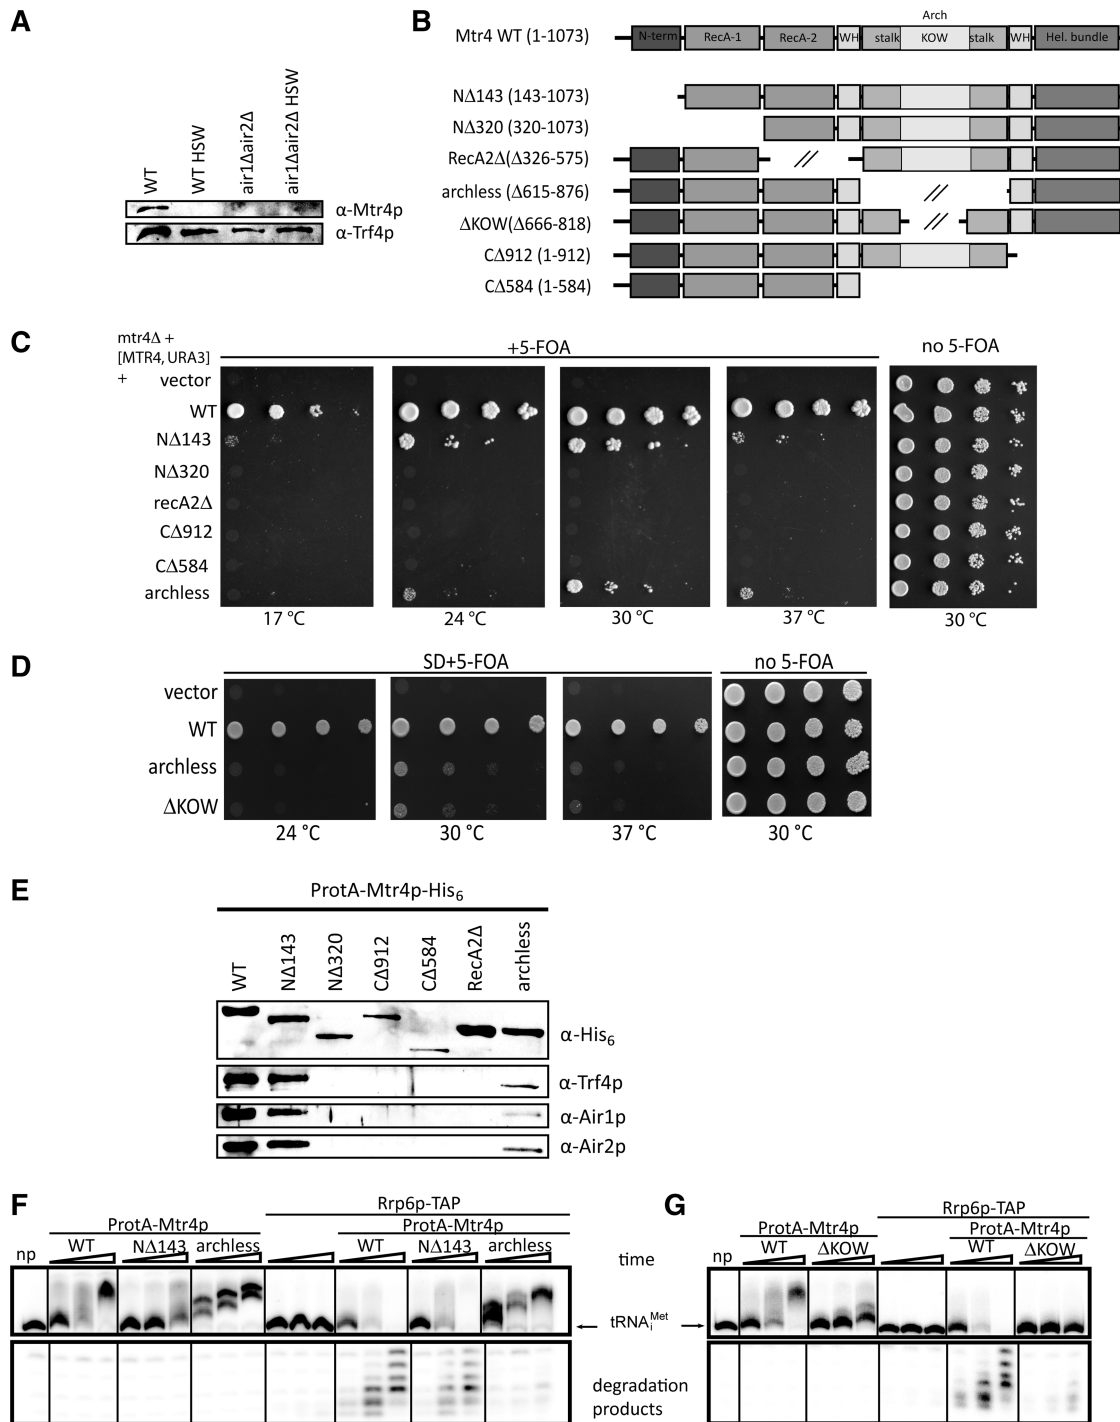 A
WT
WT HSW
air1Δair2Δ
air1Δair2Δ HSW
α-Mtr4p
α-Trf4p
B
Arch
Mtr4 WT (1-1073)
N-term RecA-1 RecA-2 WH stalk KOW stalk WH Hel. bundle
NΔ143 (143-1073)
NΔ320 (320-1073)
RecA2Δ(Δ326-575)
archless (Δ615-876)
ΔKOW(Δ666-818)
CΔ912 (1-912)
CΔ584 (1-584)
C
mtr4Δ +
[MTR4, URA3]
+5-FOA
no 5-FOA
+ vector
WT
NΔ143
NΔ320
recA2Δ
CΔ912
CΔ584
archless
17 °C
24 °C
30 °C
37 °C
30 °C
D
SD+5-FOA
no 5-FOA
vector
WT
archless
ΔKOW
24 °C
30 °C
37 °C
30 °C
E
ProtA-Mtr4p-His6
WT
NΔ143
NΔ320
CΔ912
CΔ584
RecA2Δ
archless
α-His6
α-Trf4p
α-Air1p
α-Air2p
F
Rrp6p-TAP
ProtA-Mtr4p
ProtA-Mtr4p
np WT NΔ143 archless WT NΔ143 archless
time
tRNAiMet
degradation
products
G
Rrp6p-TAP
ProtA-Mtr4p
ProtA-Mtr4p
np WT ΔKOW WT ΔKOW